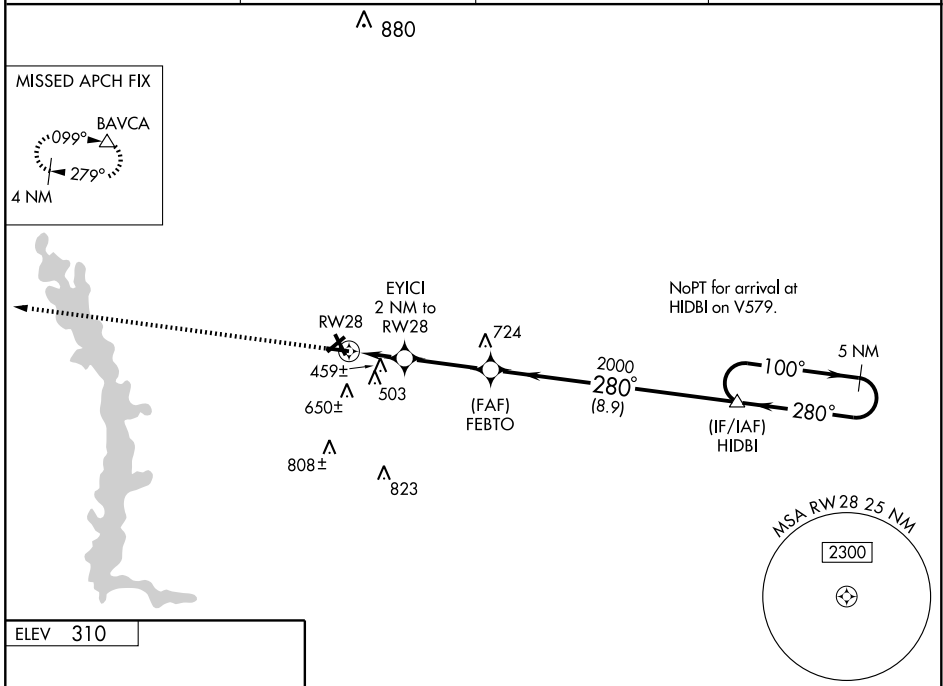 880
MISSED APCH FIX
BAVCA
099°
279°
4 NM
EYICI
2 NM to
RW28
NoPT for arrival at
HIDBI on V579.
RW28
724
5 NM
100°
459±
2000
280°
(8.9)
280°
503
650±
(FAF)
FEBTO
(IF/IAF)
HIDBI
808±
823
MSA RW28 25 NM
2300
ELEV 310